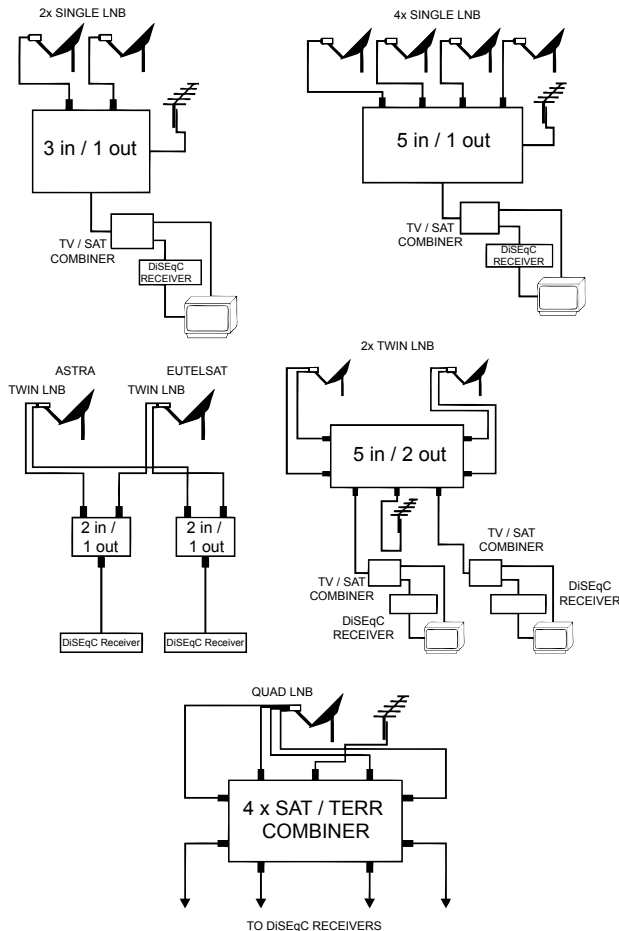 2x SINGLE LNB
3 in / 1 out
TV / SAT
COMBINER
DiSEqC
RECEIVER
4x SINGLE LNB
5 in / 1 out
TV / SAT
COMBINER
DiSEqC
RECEIVER
ASTRA
EUTELSAT
TWIN LNB
TWIN LNB
2 in /
1 out
2 in /
1 out
DiSEqC Receiver
DiSEqC Receiver
2x TWIN LNB
5 in / 2 out
TV / SAT
COMBINER
DiSEqC
RECEIVER
TV / SAT
COMBINER
DiSEqC
RECEIVER
QUAD LNB
4 x SAT / TERR
COMBINER
TO DiSEqC RECEIVERS